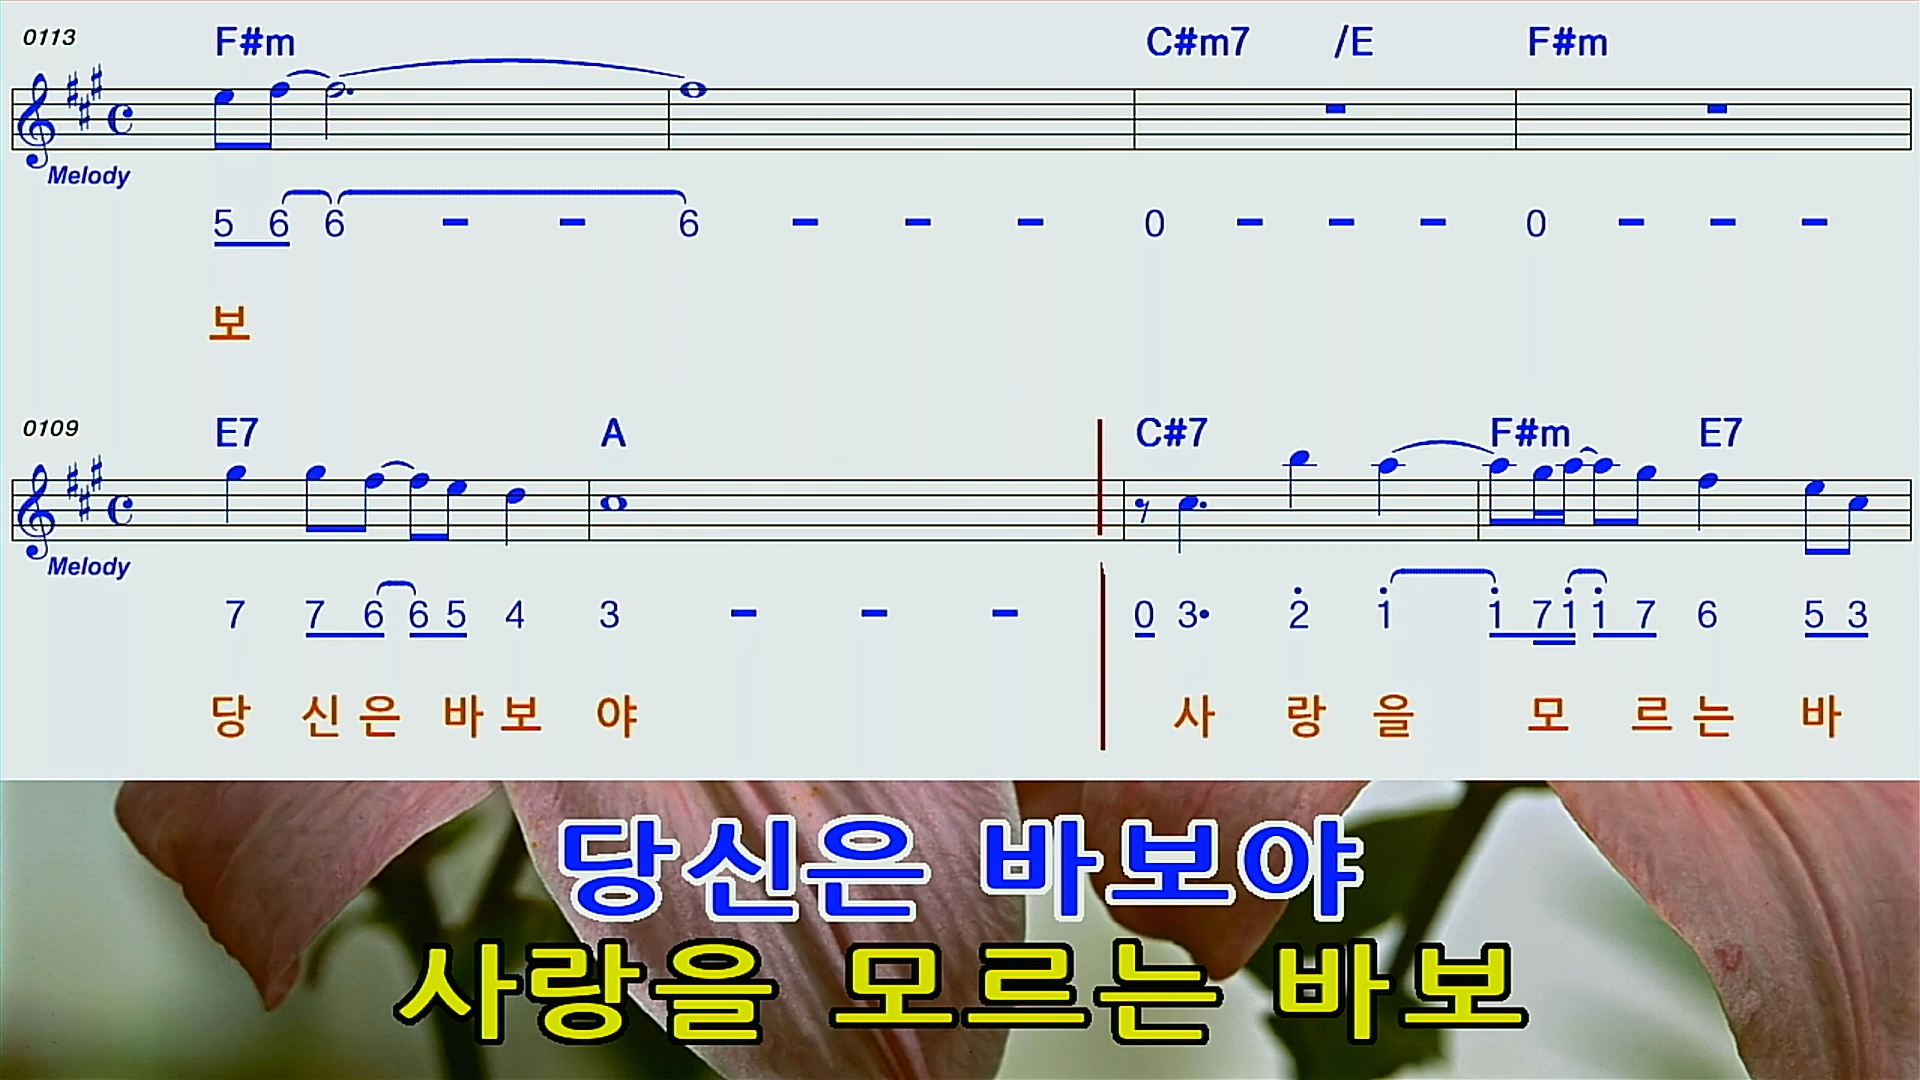 0113 F#m C#m7 /E F#m
Melody
5 6 6 - - 6 - - - 0 - - - 0 - - -
보
0109 E7 A C#7 F#m E7
Melody
7 7 6 6 5 4 3 - - - 0 3• 2 1 1 7 1 1 7 6 5 3
당 신 은 바 보 야 사 랑 을 모 르 는 바
당신은 바보야
사랑을 모르는 바보